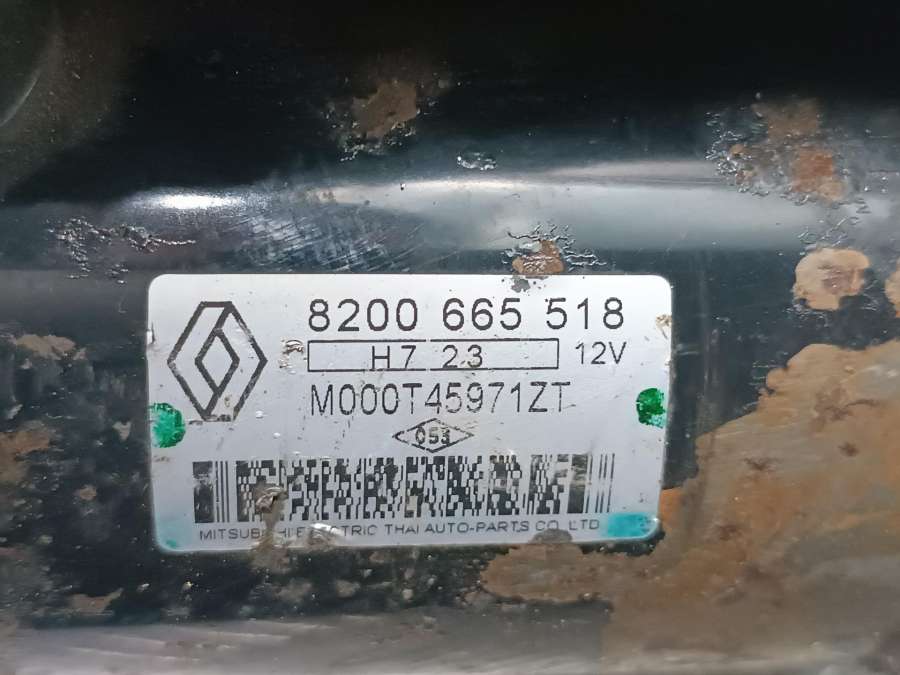 8200 665 518
H7 23 12V
M000T45971ZT
053
MITSUBISHI ELECTRIC THAI AUTO-PARTS CO., LTD